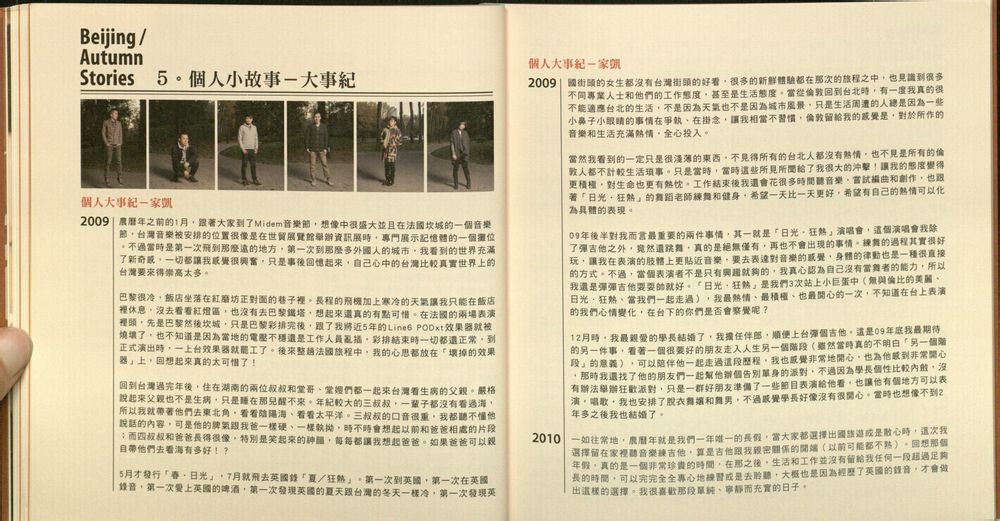 Beijing /
Autumn
Stories 5。個人小故事－大事紀
個人大事紀－家凱
2009 農曆年之前的1月，跟著大家到了Midem音樂節，想像中很盛大並且在法國坎城的一個音樂
節，台灣音樂被安排的位置很像是在世貿展覽館舉辦資訊展時，專門展示記憶體的一個攤位
。不過當時是第一次飛到那麼遠的地方，第一次到那麼多外國人的城市，我看到的世界充滿
了新奇感，一切都讓我感覺很興奮，只是事後回憶起來，自己心中的台灣比較真實世界上的
台灣要來得崇高太多。
巴黎很冷，飯店坐落在紅磨坊正對面的巷子裡。長程的飛機加上寒冷的天氣讓我只能在飯店
裡休息，沒去看看紅燈區，也沒有去巴黎鐵塔，想起來還真的有點可惜。在法國的兩場表演
裡頭，先是巴黎然後坎城，只是巴黎彩排完後，跟了我將近5年的Line6 PODxt效果器就被
燒壞了，也不知道是因為當地的電壓不穩還是工作人員亂插，彩排結束時一切都還正常，到
正式演出時，一上台效果器就罷工了。後來整趟法國旅程中，我的心思都放在「壞掉的效果
器」上，回想起來真的太可惜了！
回到台灣過完年後，住在湖南的兩位叔叔和堂哥、堂嫂們都一起來台灣看生病的父親。嚴格
說起來父親也不是生病，只是睡在那兒醒不來。年紀較大的三叔叔，一輩子都沒有看過海，
所以我就帶著他們去東北角，看看陰陽海、看看太平洋。三叔叔的口音很重，我都聽不懂他
說話的內容，可是他的脾氣跟我爸一樣硬、一樣執拗，時不時會想起以前和爸爸相處的片段
；而四叔叔和爸爸長得很像，特別是笑起來的神韻，每每都讓我想起爸爸。如果爸爸可以親
自帶他們去看海有多好！？
5月才發行「春．日光」，7月就飛去英國錄「夏／狂熱」。第一次到英國，第一次在英國
錄音，第一次愛上英國的啤酒，第一次發現英國的夏天跟台灣的冬天一樣冷，第一次發現英
個人大事紀－家凱
2009 國街頭的女生都沒有台灣街頭的好看，很多的新鮮體驗都在那次的旅程之中，也見識到很多
不同專業人士和他們的工作態度，甚至是生活態度。當從倫敦回到台北時，有一度我真的很
不能適應台北的生活，不是因為天氣也不是因為城市風景，只是生活周遭的人總是因為一些
小鼻子小眼睛的事情在爭執、在掛念，讓我相當不習慣，倫敦留給我的感覺是，對於所作的
音樂和生活充滿熱情，全心投入。
當然我看到的一定只是很淺薄的東西，不見得所有的台北人都沒有熱情，也不見是所有的倫
敦人都不計較生活瑣事。只是當時，當時這些所見所聞給了我很大的沖擊！讓我的態度變得
更積極，對生命也更有熱忱。工作結束後我還會花很多時間聽音樂，嘗試編曲和創作，也跟
著「日光．狂熱」的舞蹈老師練舞和健身，希望一天比一天更好，希望有自己的熱情可以化
為具體的表現。
09年後半對我而言最重要的兩件事情，其一就是「日光．狂熱」演唱會，這個演唱會我除
了彈吉他之外，竟然還跳舞，真的是絕無僅有，再也不會出現的事情。練舞的過程其實很好
玩，讓我在表演的肢體上更貼近音樂，要去表達對音樂的感覺，身體的律動也是一種很直接
的方式。不過，當個表演者不是只有興趣就夠的，我真心認為自己沒有當舞者的能力，所以
我還是彈彈吉他耍耍帥就好。「日光．狂熱」是我們3次站上小巨蛋中（無與倫比的美麗、
日光．狂熱，當我們一起走過），我最熱情、最積極、也最開心的一次，不知道在台上表演
的我們心情變化，在台下的你們是否會察覺呢？
12月時，我最親愛的學長結婚了，我擔任伴郎，順便上台彈個吉他。這是09年底我最期待
的另一件事，看著一個很要好的朋友走入人生另一個階段（雖然當時真的不明白「另一個階
段」的意義），可以陪伴他一起走過這段歷程，我也感覺非常地開心，也為他感到非常開心
，那時我還找了他的朋友們一起幫他辦個告別單身的派對，不過因為學長個性比較內斂，沒
有辦法舉辦狂歡派對，只是一群好朋友準備了一些節目表演給他看，也讓他有個地方可以表
演，唱歌，我也安排了脫衣舞孃和舞男，不過感覺學長好像沒有很開心。當時也想像不到2
年多之後我也結婚了。
2010 一如往常地，農曆年就是我們一年唯一的長假，當大家都選擇出國旅遊或是散心時，這次我
選擇留在家裡聽音樂練吉他，算是吉他跟我親密關係的開端（以前可能都不熟）。回想那個
年假，真的是一個非常珍貴的時間，在那之後，生活和工作並沒有留給我任何一段超過足夠
長的時間，可以完完全全專心地練習或是去聆聽，大概也是因為經歷了英國的錄音，才會做
出這樣的選擇。我很喜歡那段單純、寧靜而充實的日子。